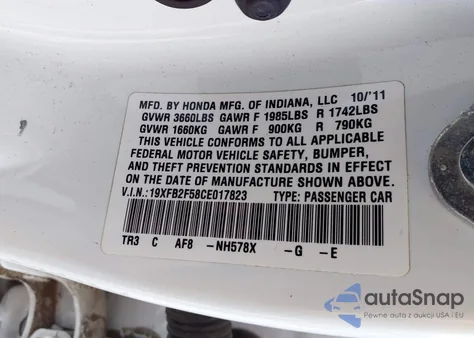 MFD. BY HONDA MFG. OF INDIANA, LLC 10/'11
GVWR 3660LBS GAWR F 1985LBS R 1742LBS
GVWR 1660KG GAWR F 900KG R 790KG
THIS VEHICLE CONFORMS TO ALL APPLICABLE
FEDERAL MOTOR VEHICLE SAFETY, BUMPER,
AND THEFT PREVENTION STANDARDS IN EFFECT
ON THE DATE OF MANUFACTURE SHOWN ABOVE.
V.I.N.: 19XFB2F58CE017823 TYPE: PASSENGER CAR
TR3 C AF8 -NH578X -G -E
autoSnap
Pewne auta z aukcji USA i EU